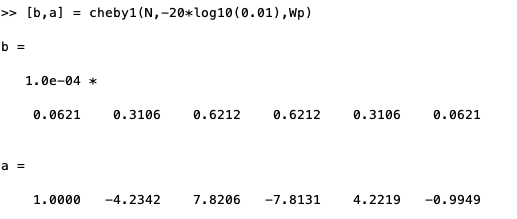 >> [b,a] = cheby1(N,-20*log10(0.01),Wp)
b =
1.0e-04 *
0.0621 0.3106 0.6212 0.6212 0.3106 0.0621
a =
1.0000 -4.2342 7.8206 -7.8131 4.2219 -0.9949